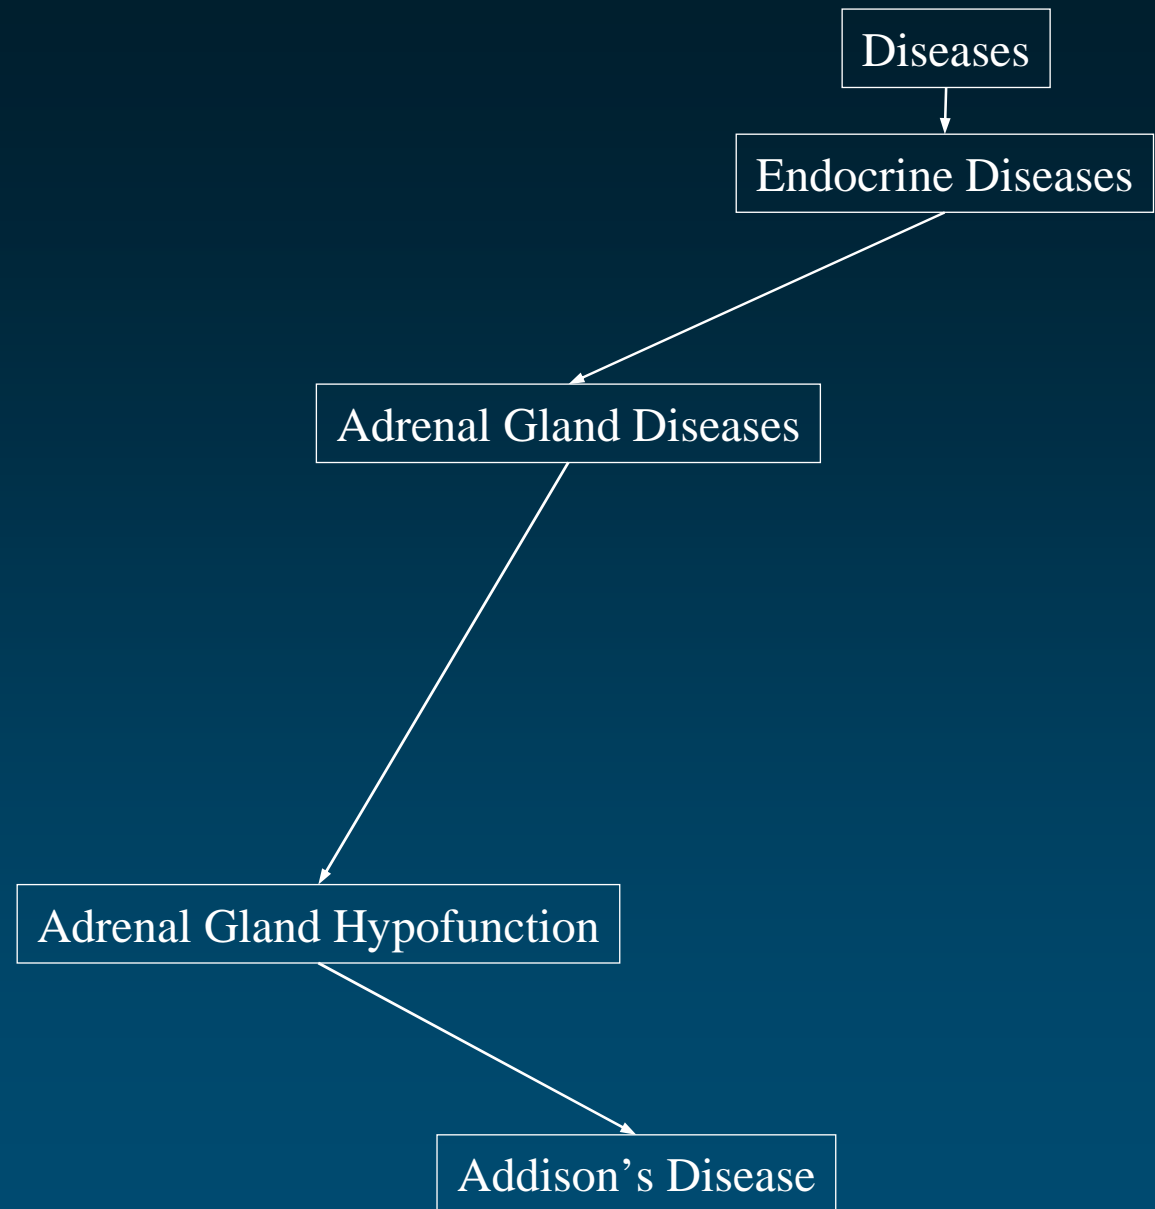 Diseases
Endocrine Diseases
Adrenal Gland Diseases
Adrenal Gland Hypofunction
Addison’s Disease